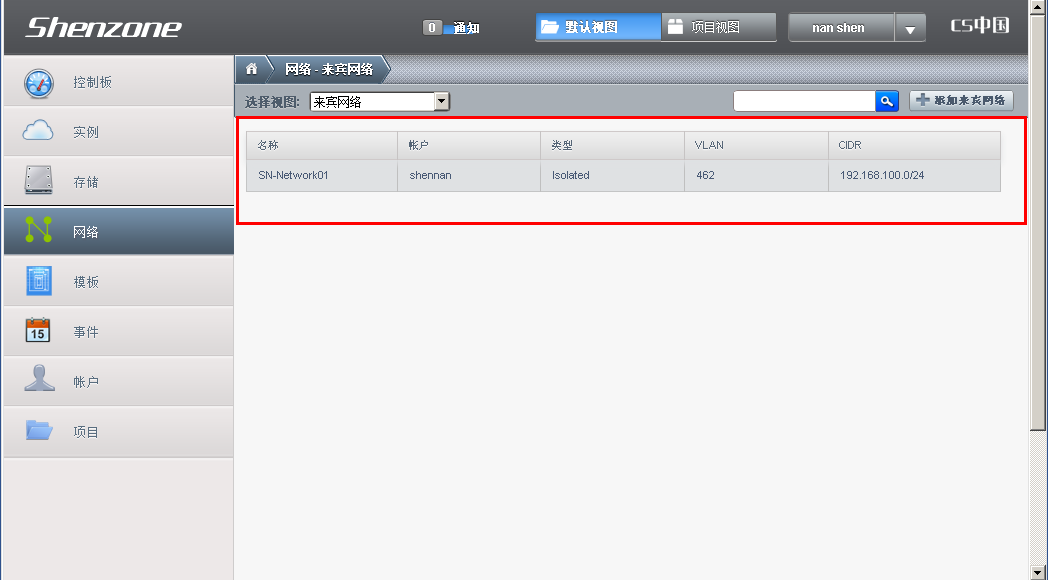 Shenzone
0 通知
默认视图
项目视图
nan shen
CS中国
控制板
实例
存储
网络
模板
15
事件
帐户
项目
网络 - 来宾网络
选择视图:
来宾网络
添加来宾网络
名称 帐户 类型 VLAN CIDR
SN-Network01 shennan Isolated 462 192.168.100.0/24